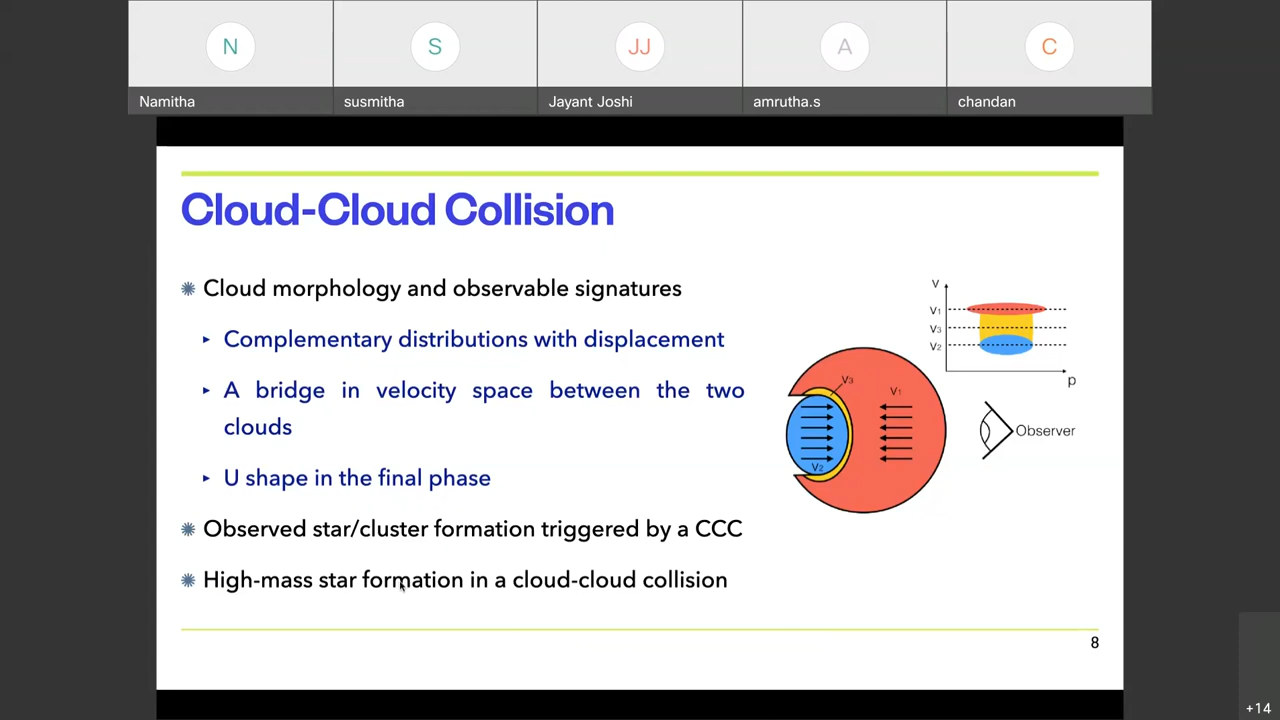 N
S
JJ
A
C
Namitha
susmitha
Jayant Joshi
amrutha.s
chandan
Cloud-Cloud Collision
Cloud morphology and observable signatures
Complementary distributions with displacement
A bridge in velocity space between the two
clouds
U shape in the final phase
Observed star/cluster formation triggered by a CCC
High-mass star formation in a cloud-cloud collision
V
V₁
V₃
V₂
p
V₃
V₁
V₂
Observer
8
+14